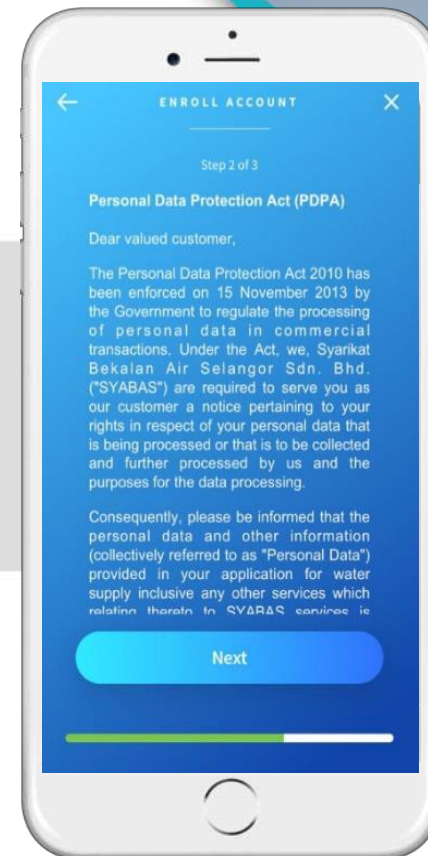 ENROLL ACCOUNT
Step 2 of 3
Personal Data Protection Act (PDPA)
Dear valued customer,
The Personal Data Protection Act 2010 has
been enforced on 15 November 2013 by
the Government to regulate the processing
of personal data in commercial
transactions. Under the Act, we, Syarikat
Bekalan Air Selangor Sdn. Bhd.
("SYABAS") are required to serve you as
our customer a notice pertaining to your
rights in respect of your personal data that
is being processed or that is to be collected
and further processed by us and the
purposes for the data processing.
Consequently, please be informed that the
personal data and other information
(collectively referred to as "Personal Data")
provided in your application for water
supply inclusive any other services which
relating thereto to SYABAS services is
Next